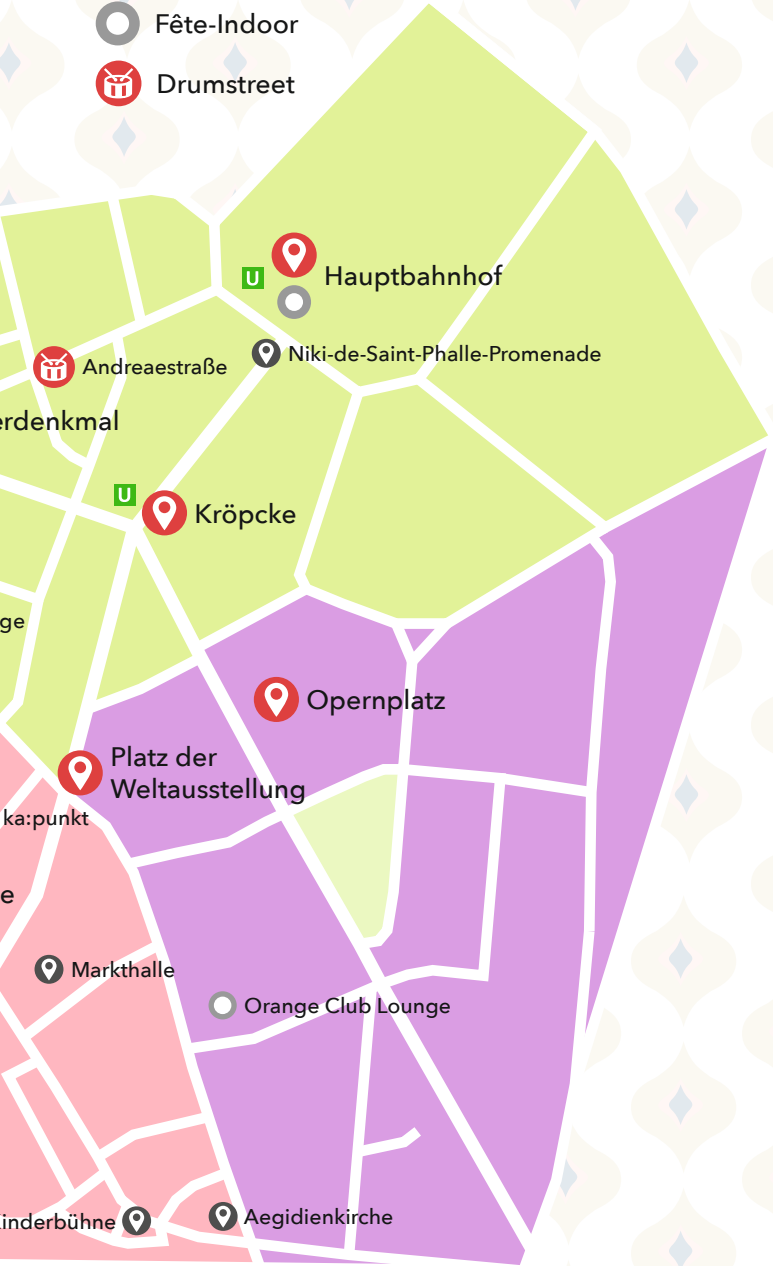 Fête-Indoor
Drumstreet
U
Hauptbahnhof
Niki-de-Saint-Phalle-Promenade
Andreaestraße
erdenkmal
U
Kröpcke
ge
Opernplatz
Platz der
Weltausstellung
ka:punkt
e
Markthalle
Orange Club Lounge
inderbühne
Aegidienkirche